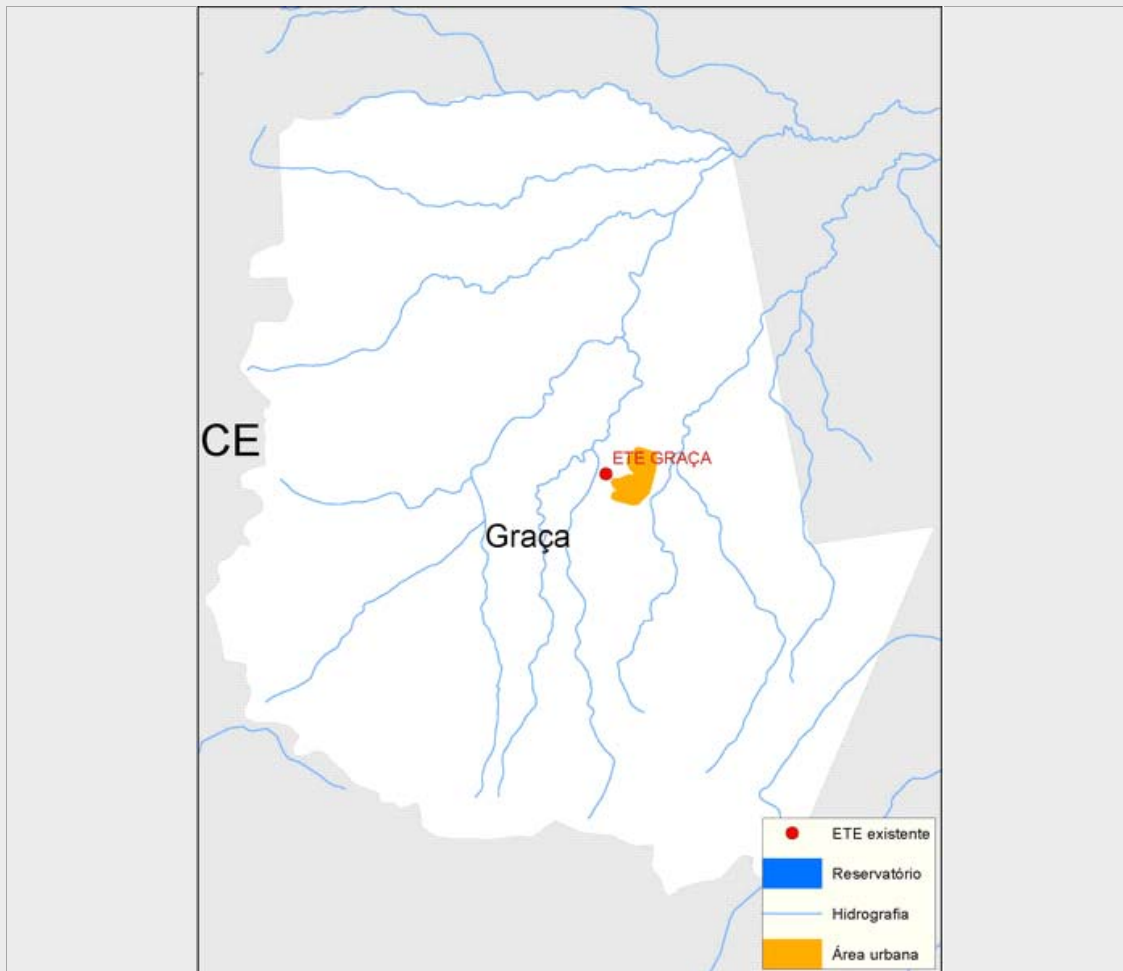 CE
ETE GRAÇA
Graça
ETE existente
Reservatório
Hidrografia
Área urbana